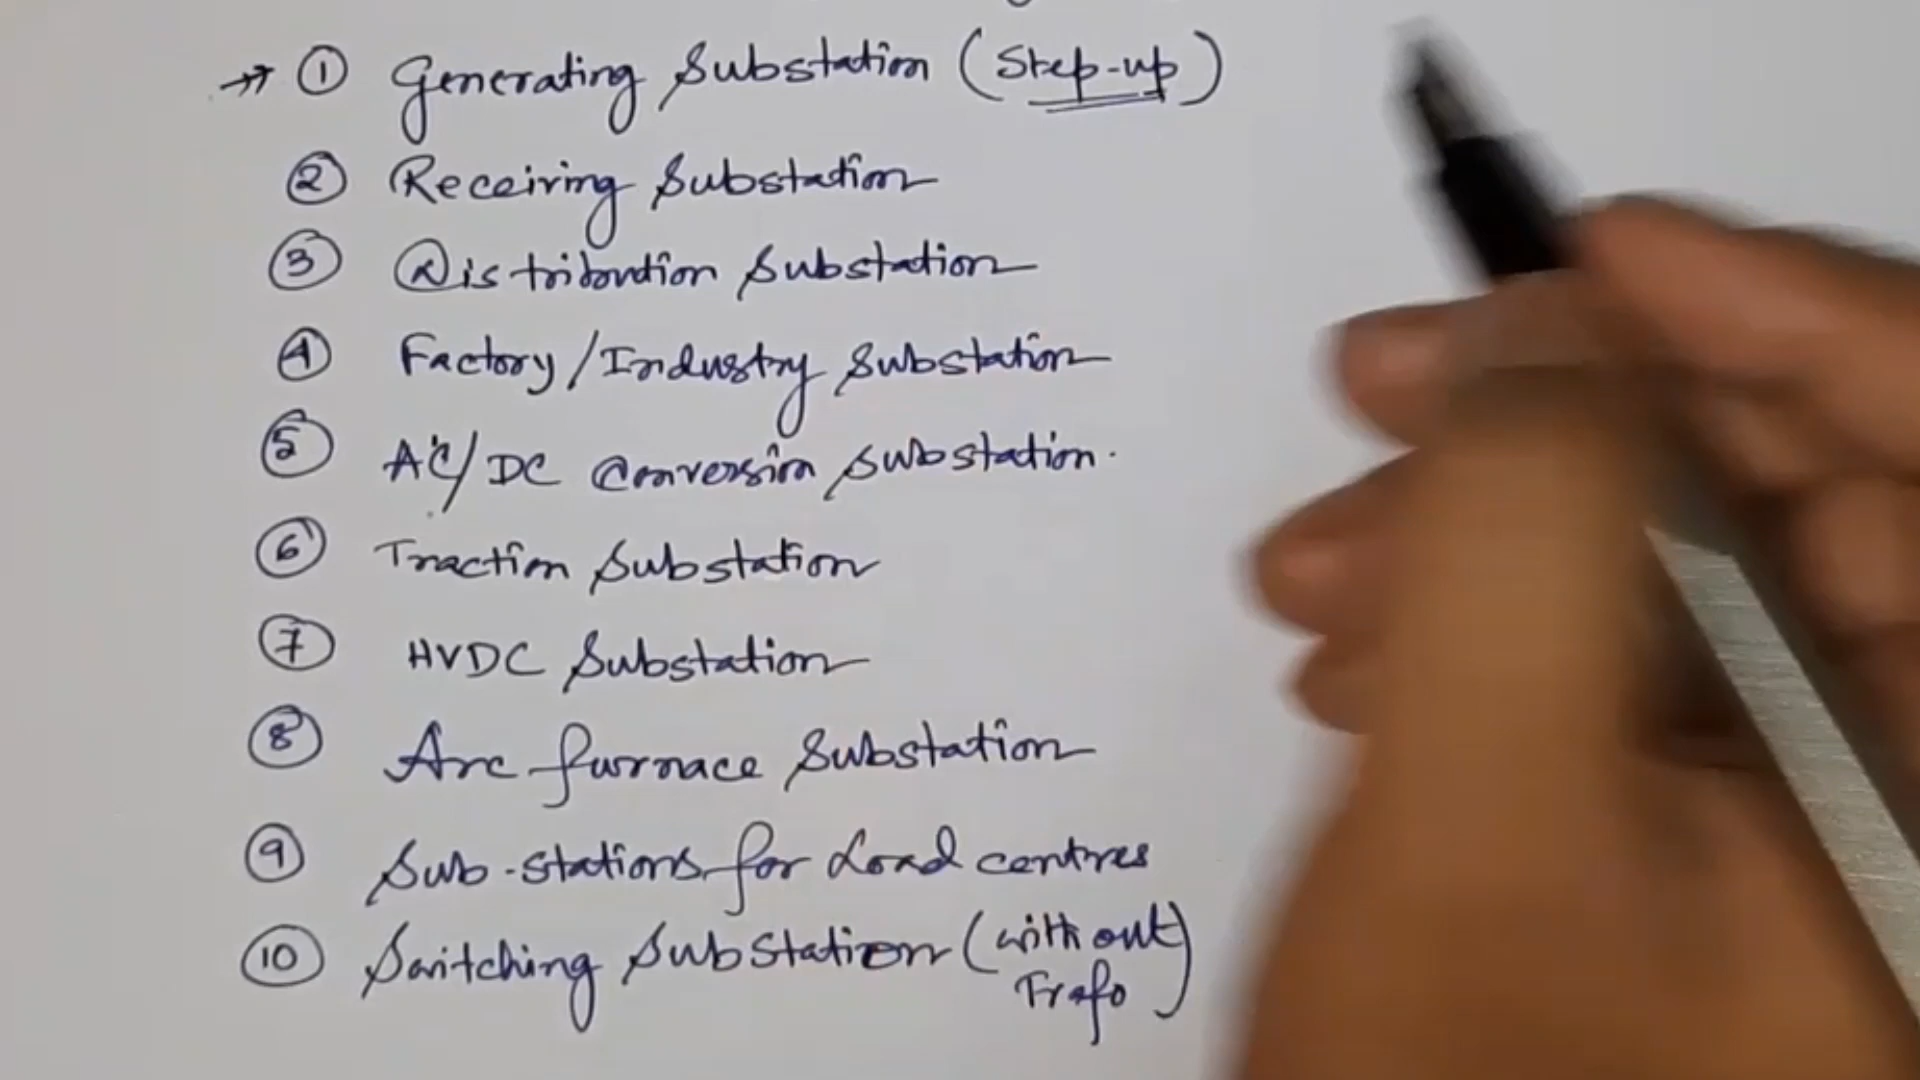 → ① Generating Substation (Step-up)
② Receiving Substation
③ Distribution Substation
④ Factory/Industry Substation
⑤ AC/DC Conversion Substation.
⑥ Traction Substation
⑦ HVDC Substation
⑧ Arc furnace Substation
⑨ Sub-stations for Load centres
⑩ Switching Substation (without
Trafo)